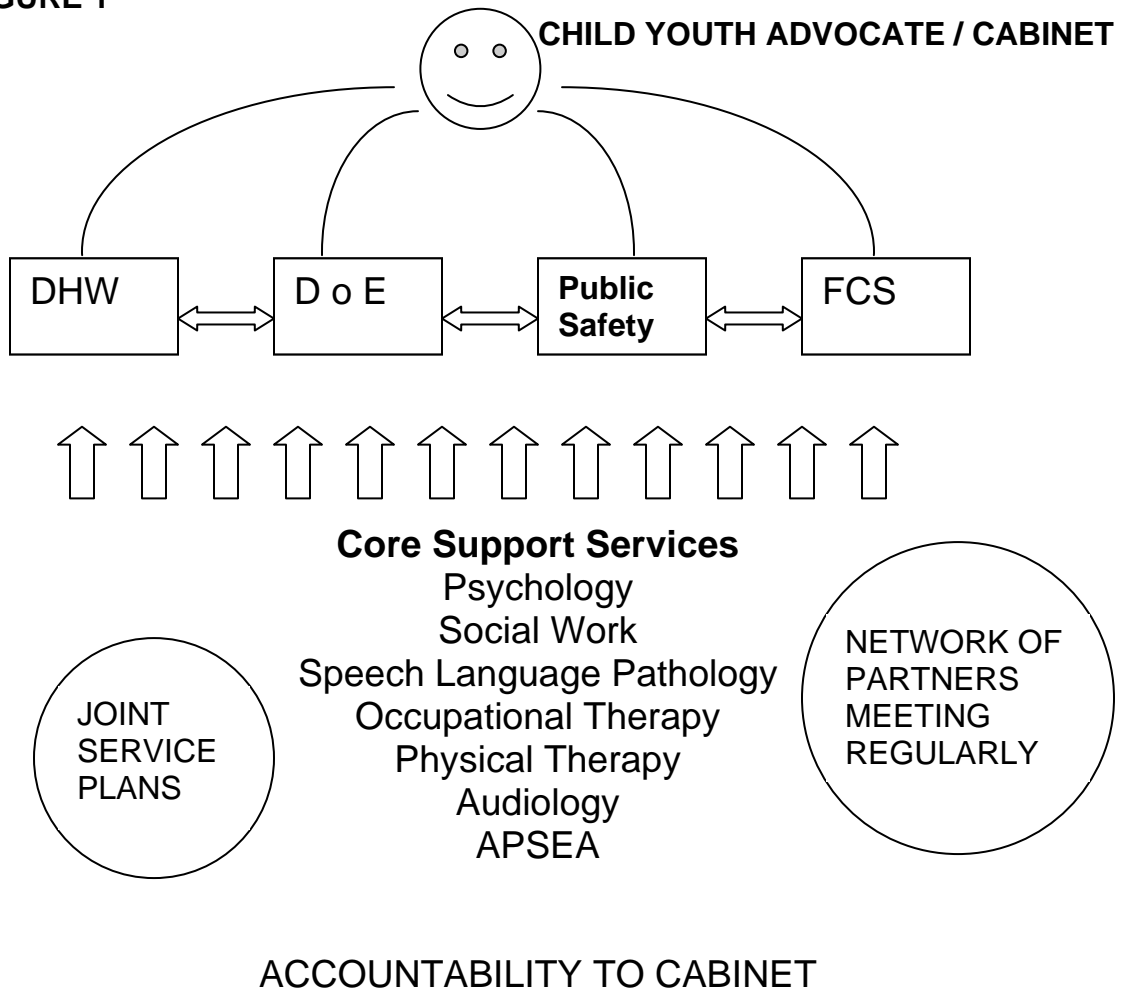 CHILD YOUTH ADVOCATE / CABINET
DHW
D o E
Public
Safety
FCS
Core Support Services
Psychology
Social Work
Speech Language Pathology
Occupational Therapy
Physical Therapy
Audiology
APSEA
JOINT
SERVICE
PLANS
NETWORK OF
PARTNERS
MEETING
REGULARLY
ACCOUNTABILITY TO CABINET